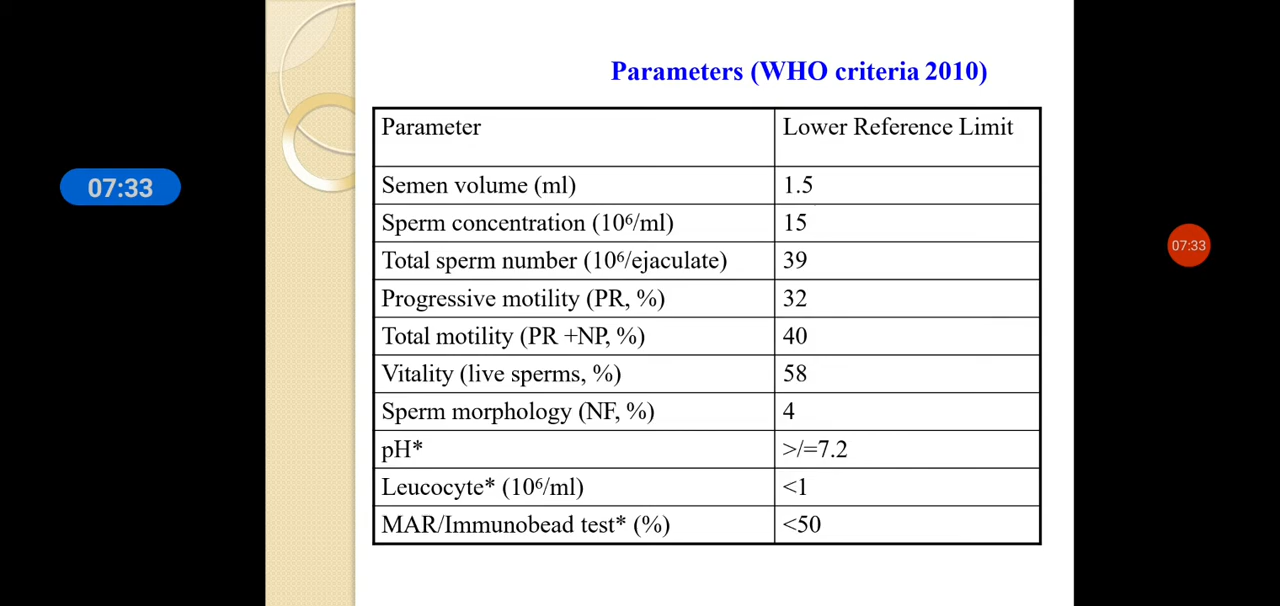 Parameters (WHO criteria 2010)
07:33
07:33
Parameter Lower Reference Limit
Semen volume (ml) 1.5
Sperm concentration (10⁶/ml) 15
Total sperm number (10⁶/ejaculate) 39
Progressive motility (PR, %) 32
Total motility (PR +NP, %) 40
Vitality (live sperms, %) 58
Sperm morphology (NF, %) 4
pH* >/=7.2
Leucocyte* (10⁶/ml) <1
MAR/Immunobead test* (%) <50